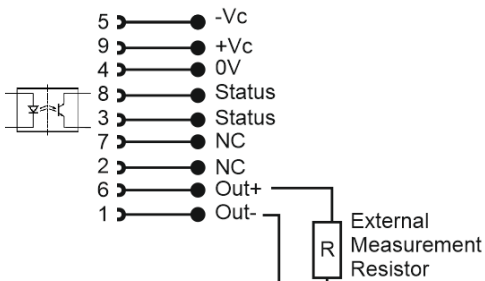 5 -Vc
9 +Vc
4 0V
8 Status
3 Status
7 NC
2 NC
6 Out+
1 Out-
R
External
Measurement
Resistor